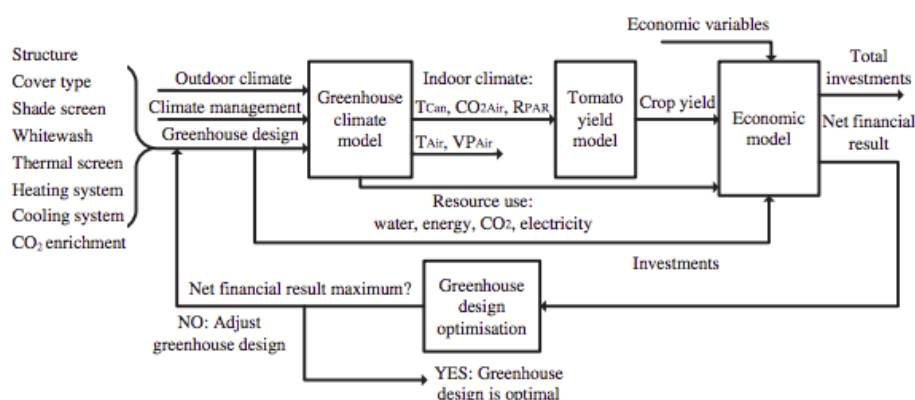 Economic variables
Structure
Cover type
Shade screen
Whitewash
Thermal screen
Heating system
Cooling system
CO2 enrichment
Outdoor climate
Climate management
Greenhouse design
Greenhouse
climate
model
Indoor climate:
TCan, CO2Air, RPAR
TAir, VPAir
Tomato
yield
model
Crop yield
Economic
model
Total
investments
Net financial
result
Resource use:
water, energy, CO2, electricity
Investments
Greenhouse
design
optimisation
Net financial result maximum?
NO: Adjust
greenhouse design
YES: Greenhouse
design is optimal